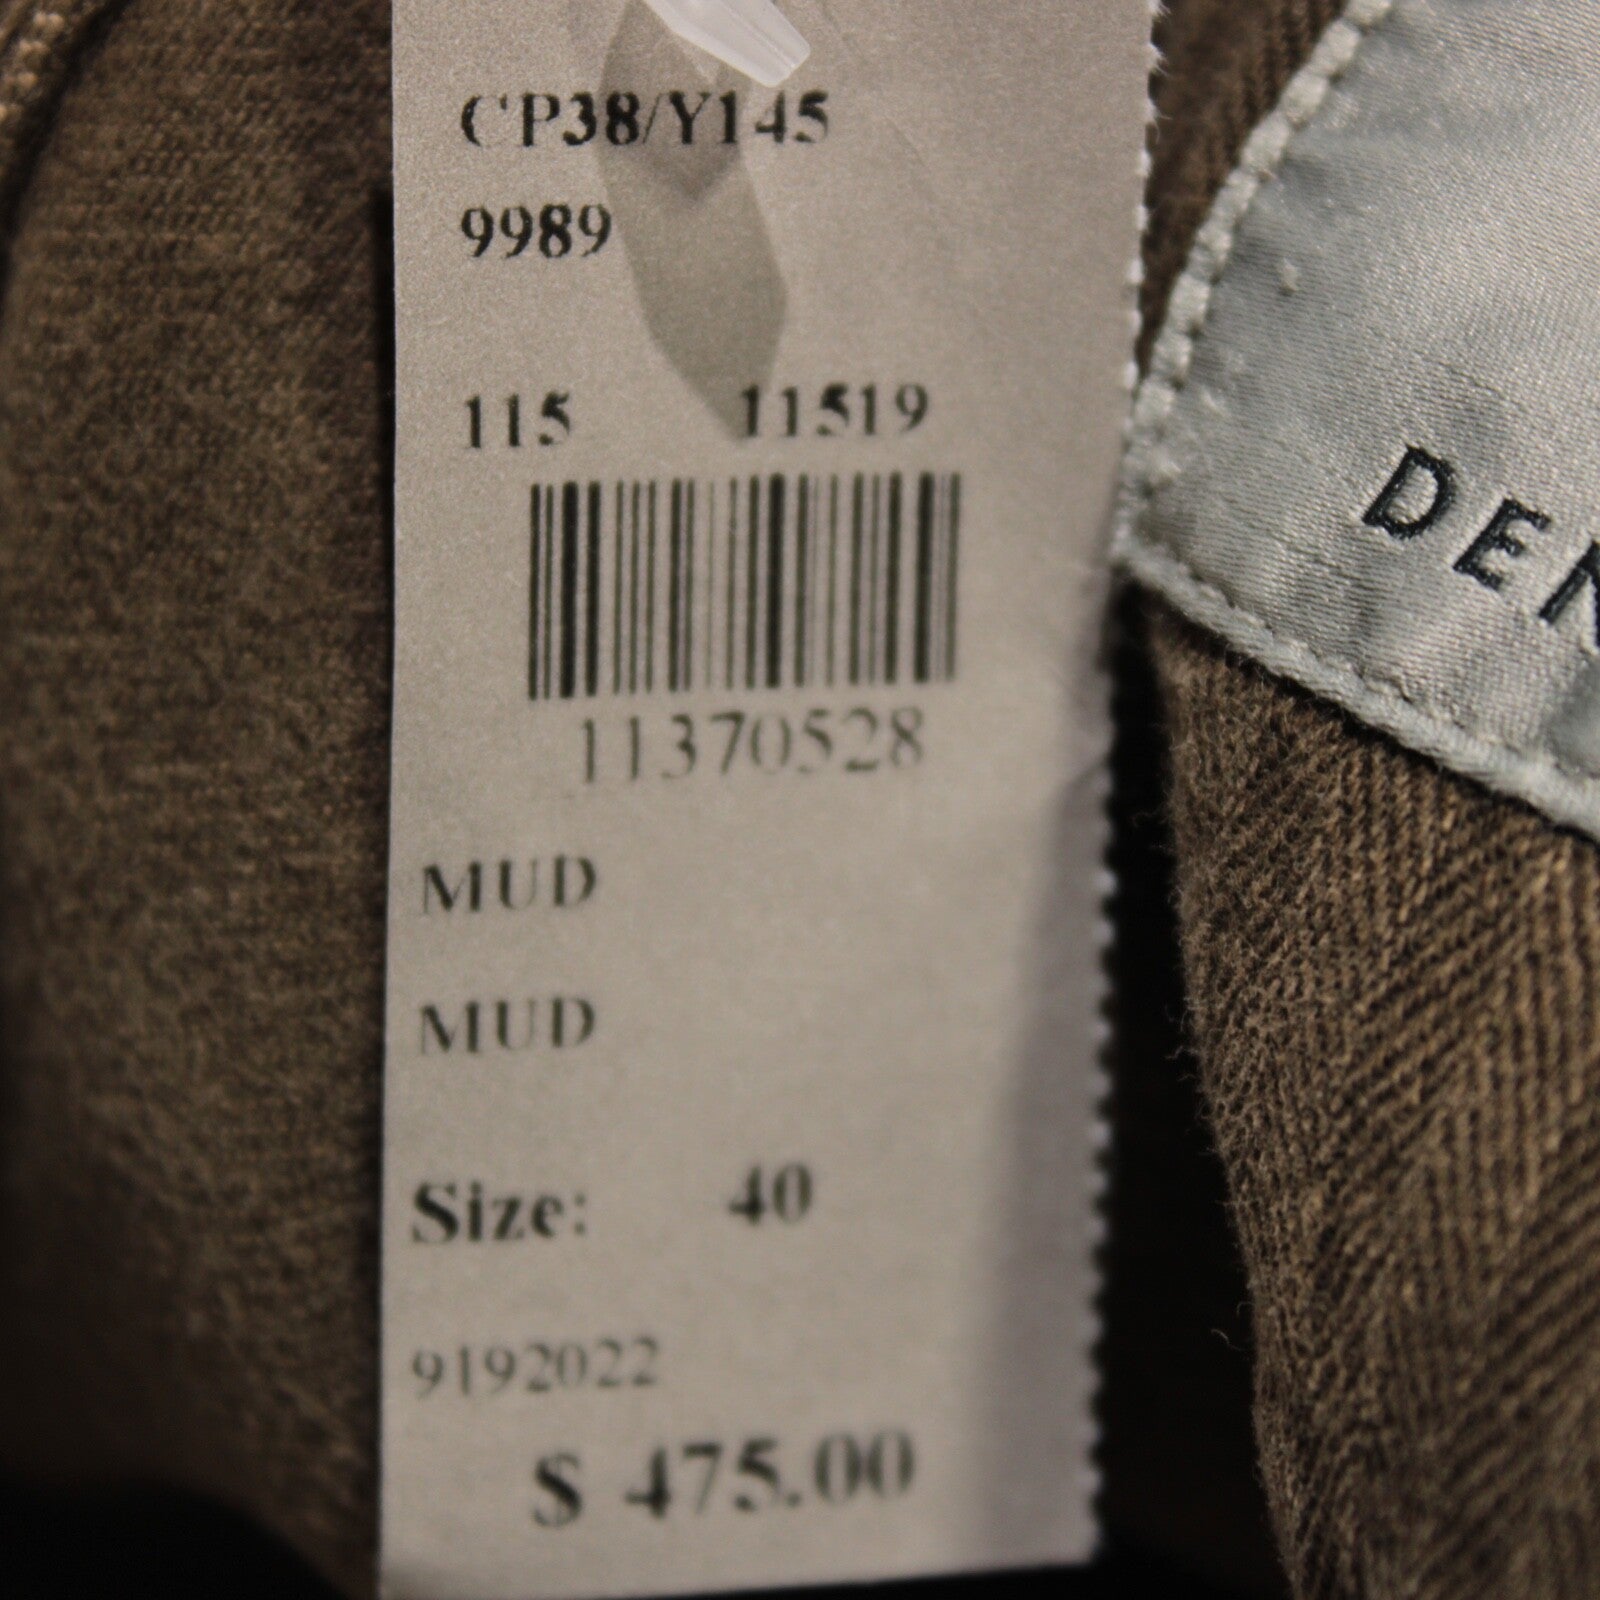 CP38/Y145
9989
115 11519
11370528
MUD
MUD
Size: 40
9192022
$ 475.00
DEN